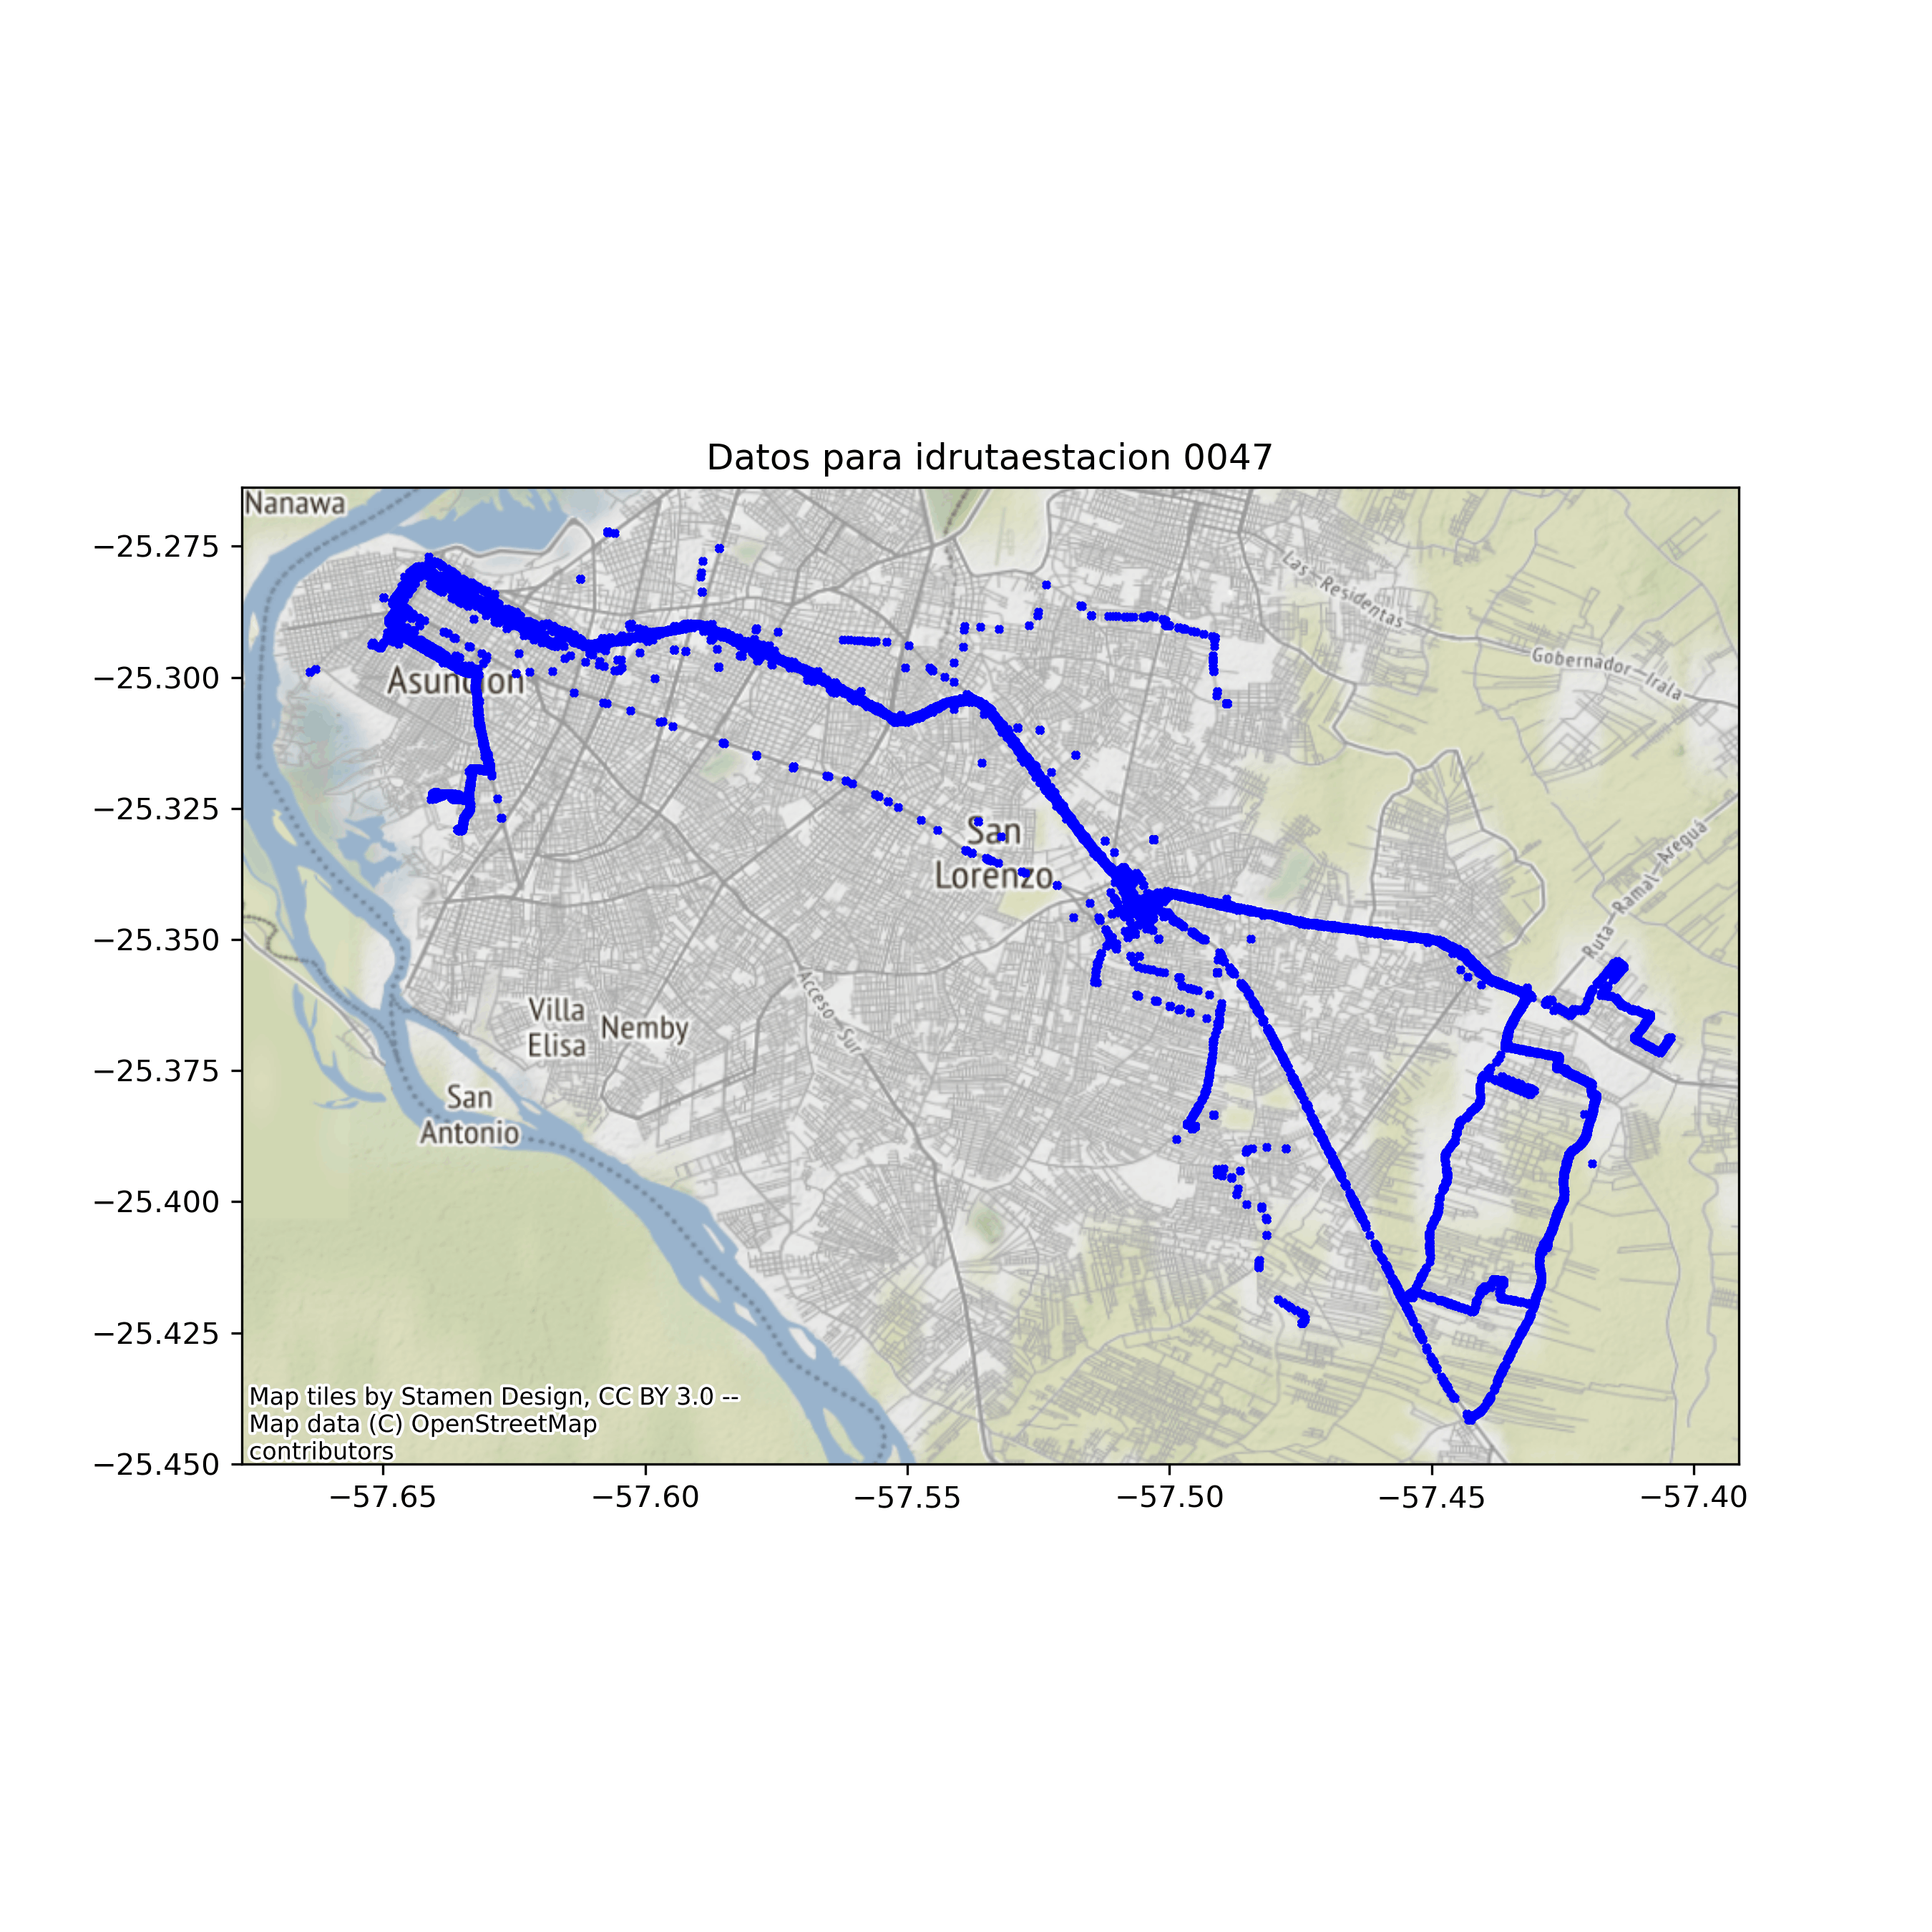 Datos para idrutaestacion 0047
Nanawa
−25.275
−25.300
−25.325
−25.350
−25.375
−25.400
−25.425
−25.450
Las Residentas
Gobernador Irala
Asuncion
San
Lorenzo
Ruta Ramal Areguá
Acceso Sur
Villa
Elisa
Nemby
San
Antonio
Map tiles by Stamen Design, CC BY 3.0 --
Map data (C) OpenStreetMap
contributors
−57.65
−57.60
−57.55
−57.50
−57.45
−57.40